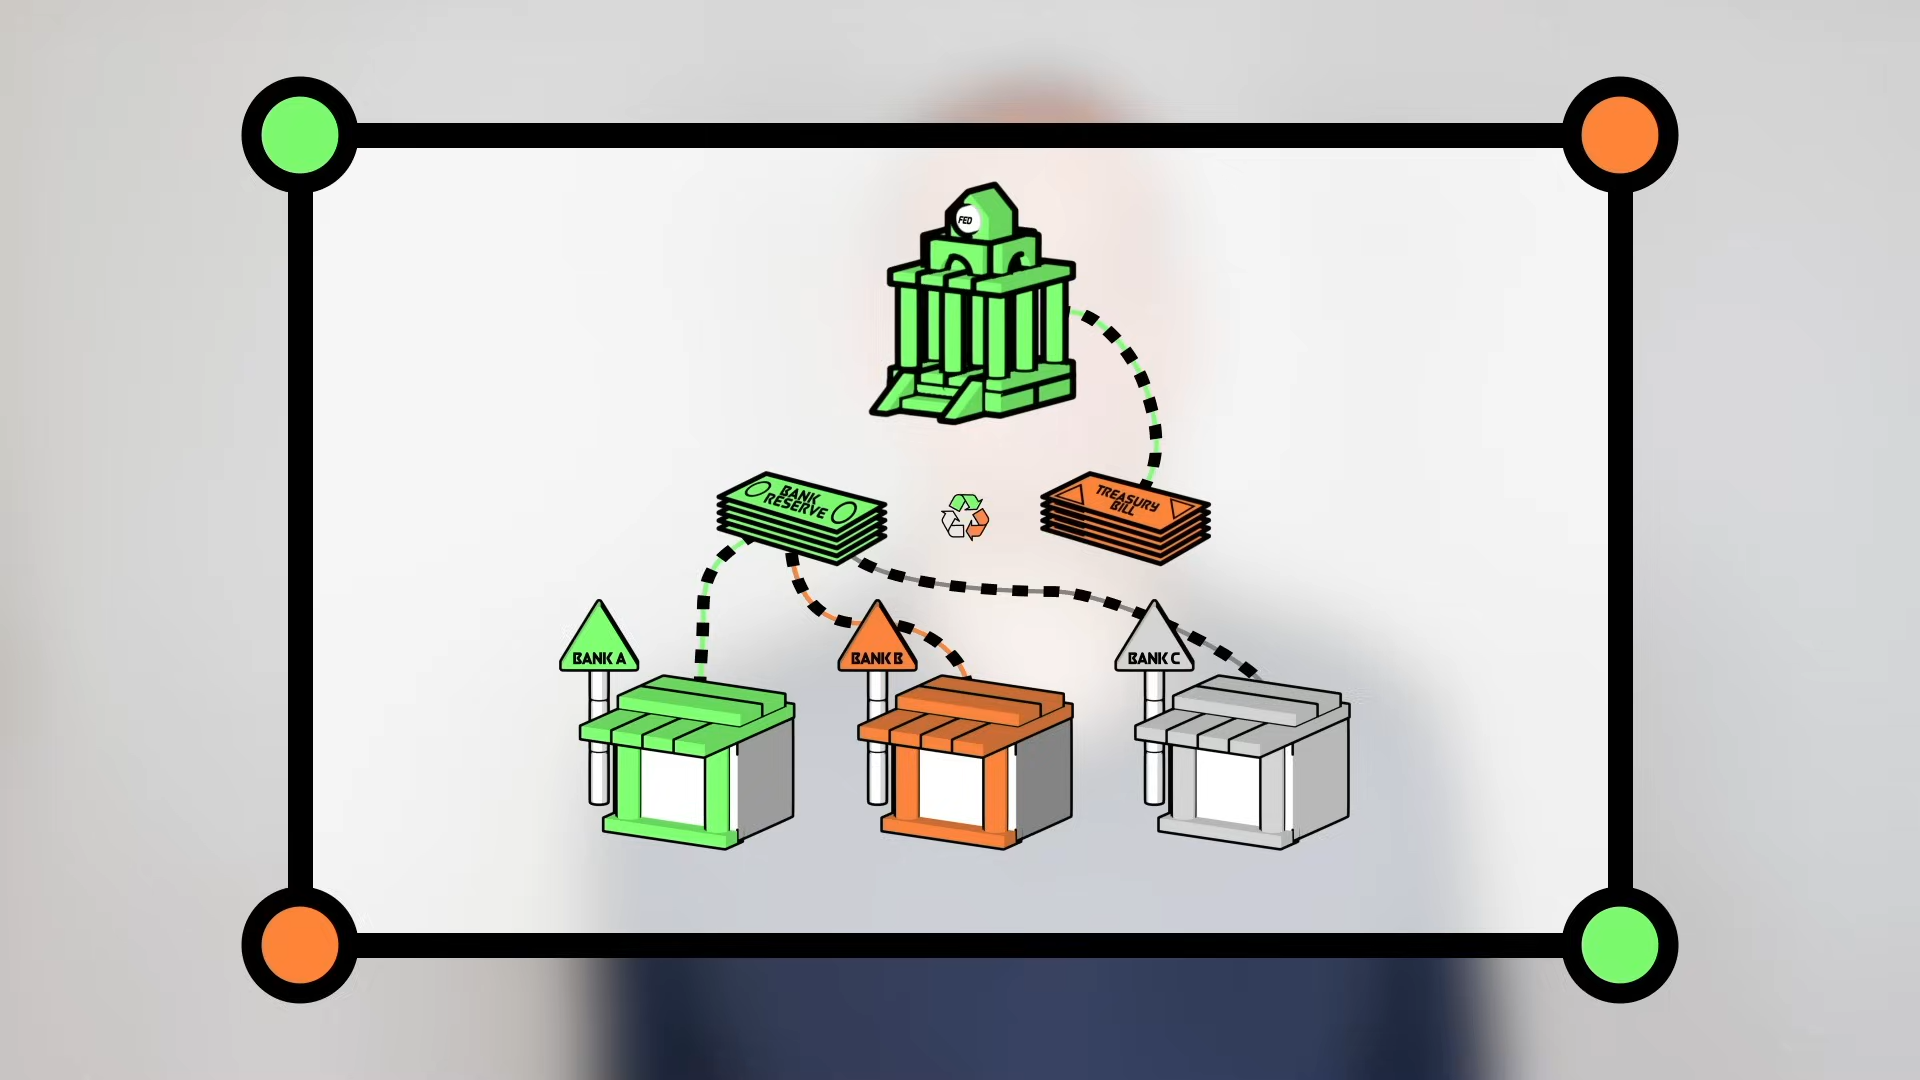 FED
BANK
RESERVE
TREASURY
BILL
BANK A
BANK B
BANK C